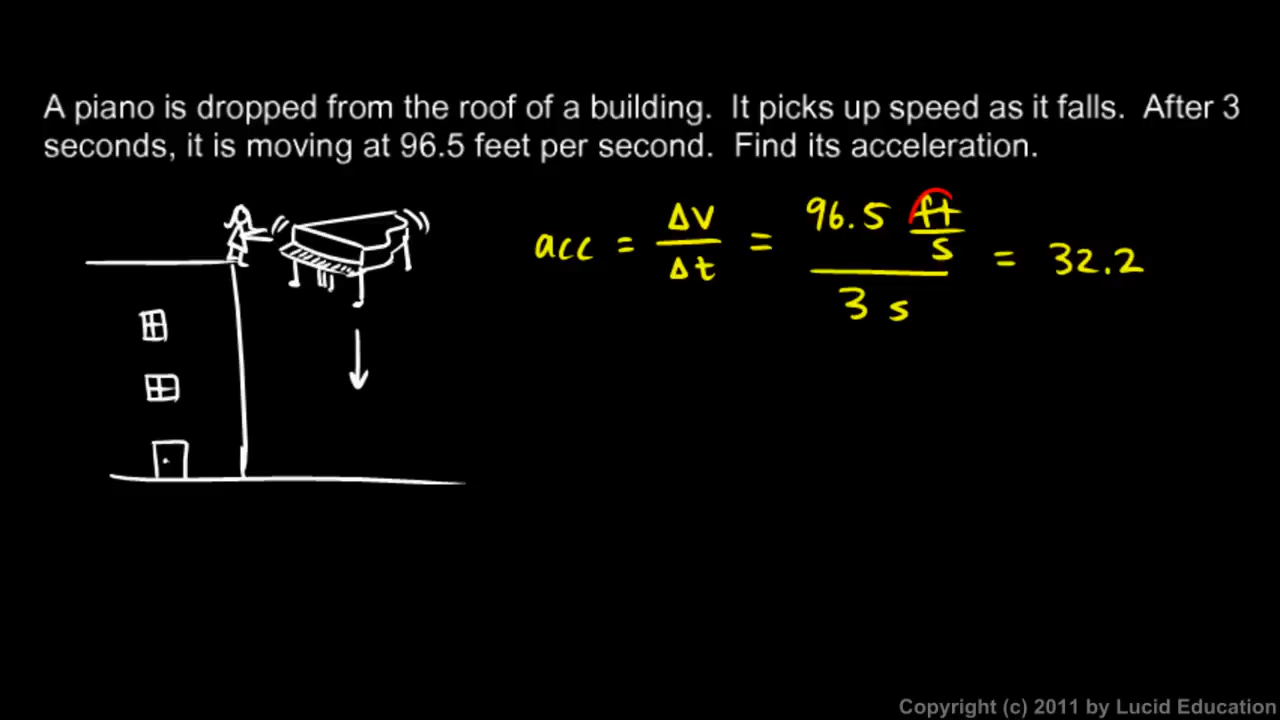 A piano is dropped from the roof of a building. It picks up speed as it falls. After 3
seconds, it is moving at 96.5 feet per second. Find its acceleration.
acc = ΔV/Δt = 96.5 ft/s / 3 s = 32.2
Copyright (c) 2011 by Lucid Education